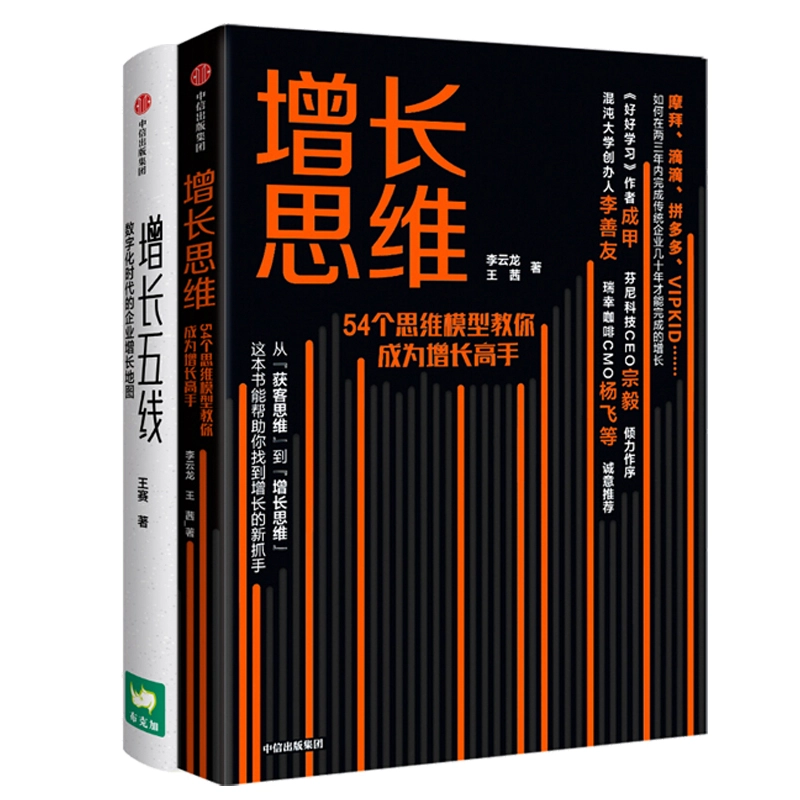 中信出版集团
增长五线
数字化时代的企业增长地图
王赛 著
布克加
中信出版集团
增长思维
54个思维模型教你
成为增长高手
李云龙 王茜 著
增长
思维
李云龙
王茜
著
54个思维模型教你
成为增长高手
摩拜、滴滴、拼多多、VIPKID……
如何在两三年内完成传统企业几十年才能完成的增长
《好好学习》作者成甲 芬尼科技CEO宗毅 倾力作序
混沌大学创办人李善友 瑞幸咖啡CMO杨飞等 诚意推荐
从“获客思维”到“增长思维”
这本书能帮助你找到增长的新抓手
中信出版集团